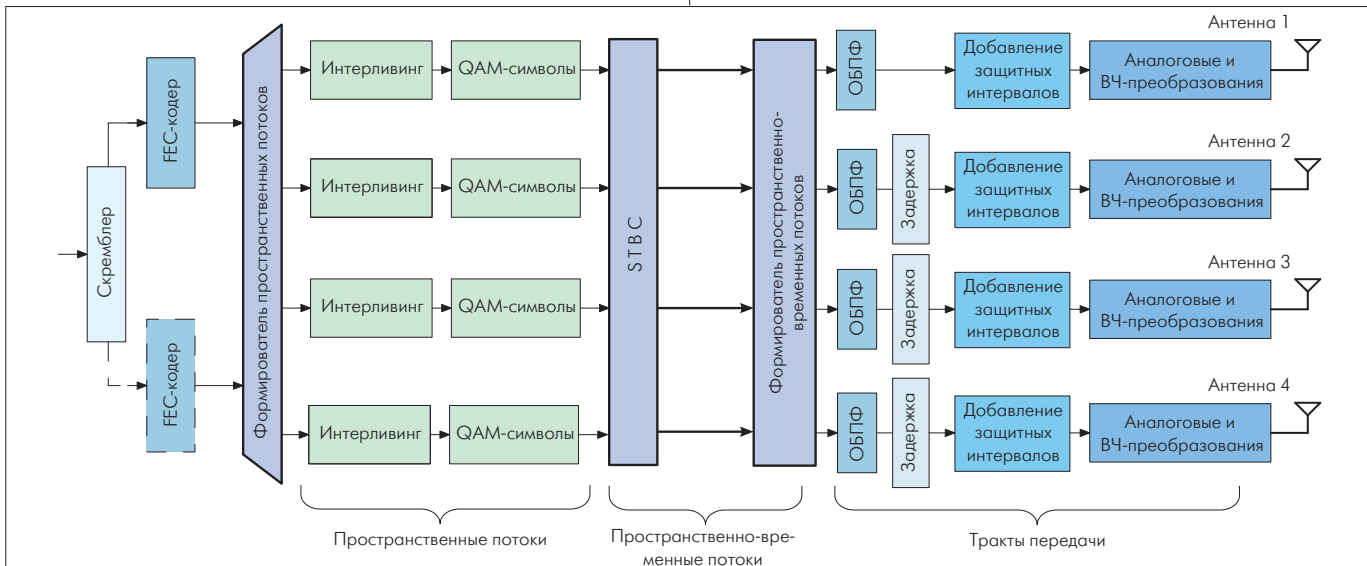 Скремблер
FEC-кодер
FEC-кодер
Формирователь пространственных потоков
Интерливинг
QAM-символы
Интерливинг
QAM-символы
Интерливинг
QAM-символы
Интерливинг
QAM-символы
STBC
Формирователь пространственно-
временных потоков
ОБПФ
Добавление
защитных
интервалов
Аналоговые и
ВЧ-преобразования
Антенна 1
ОБПФ
Задержка
Добавление
защитных
интервалов
Аналоговые и
ВЧ-преобразования
Антенна 2
ОБПФ
Задержка
Добавление
защитных
интервалов
Аналоговые и
ВЧ-преобразования
Антенна 3
ОБПФ
Задержка
Добавление
защитных
интервалов
Аналоговые и
ВЧ-преобразования
Антенна 4
Пространственные потоки
Пространственно-вре-
менные потоки
Тракты передачи